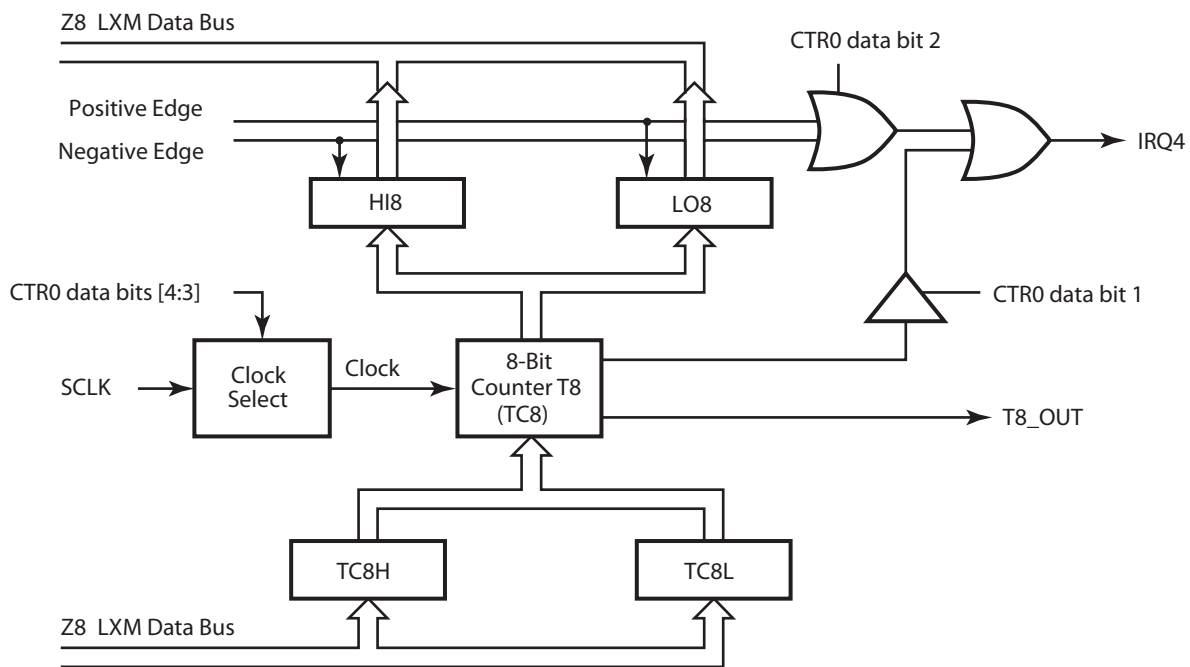 Z8 LXM Data Bus
CTR0 data bit 2
Positive Edge
Negative Edge
IRQ4
HI8
LO8
CTR0 data bits [4:3]
CTR0 data bit 1
SCLK
Clock
Select
Clock
8-Bit
Counter T8
(TC8)
T8_OUT
TC8H
TC8L
Z8 LXM Data Bus